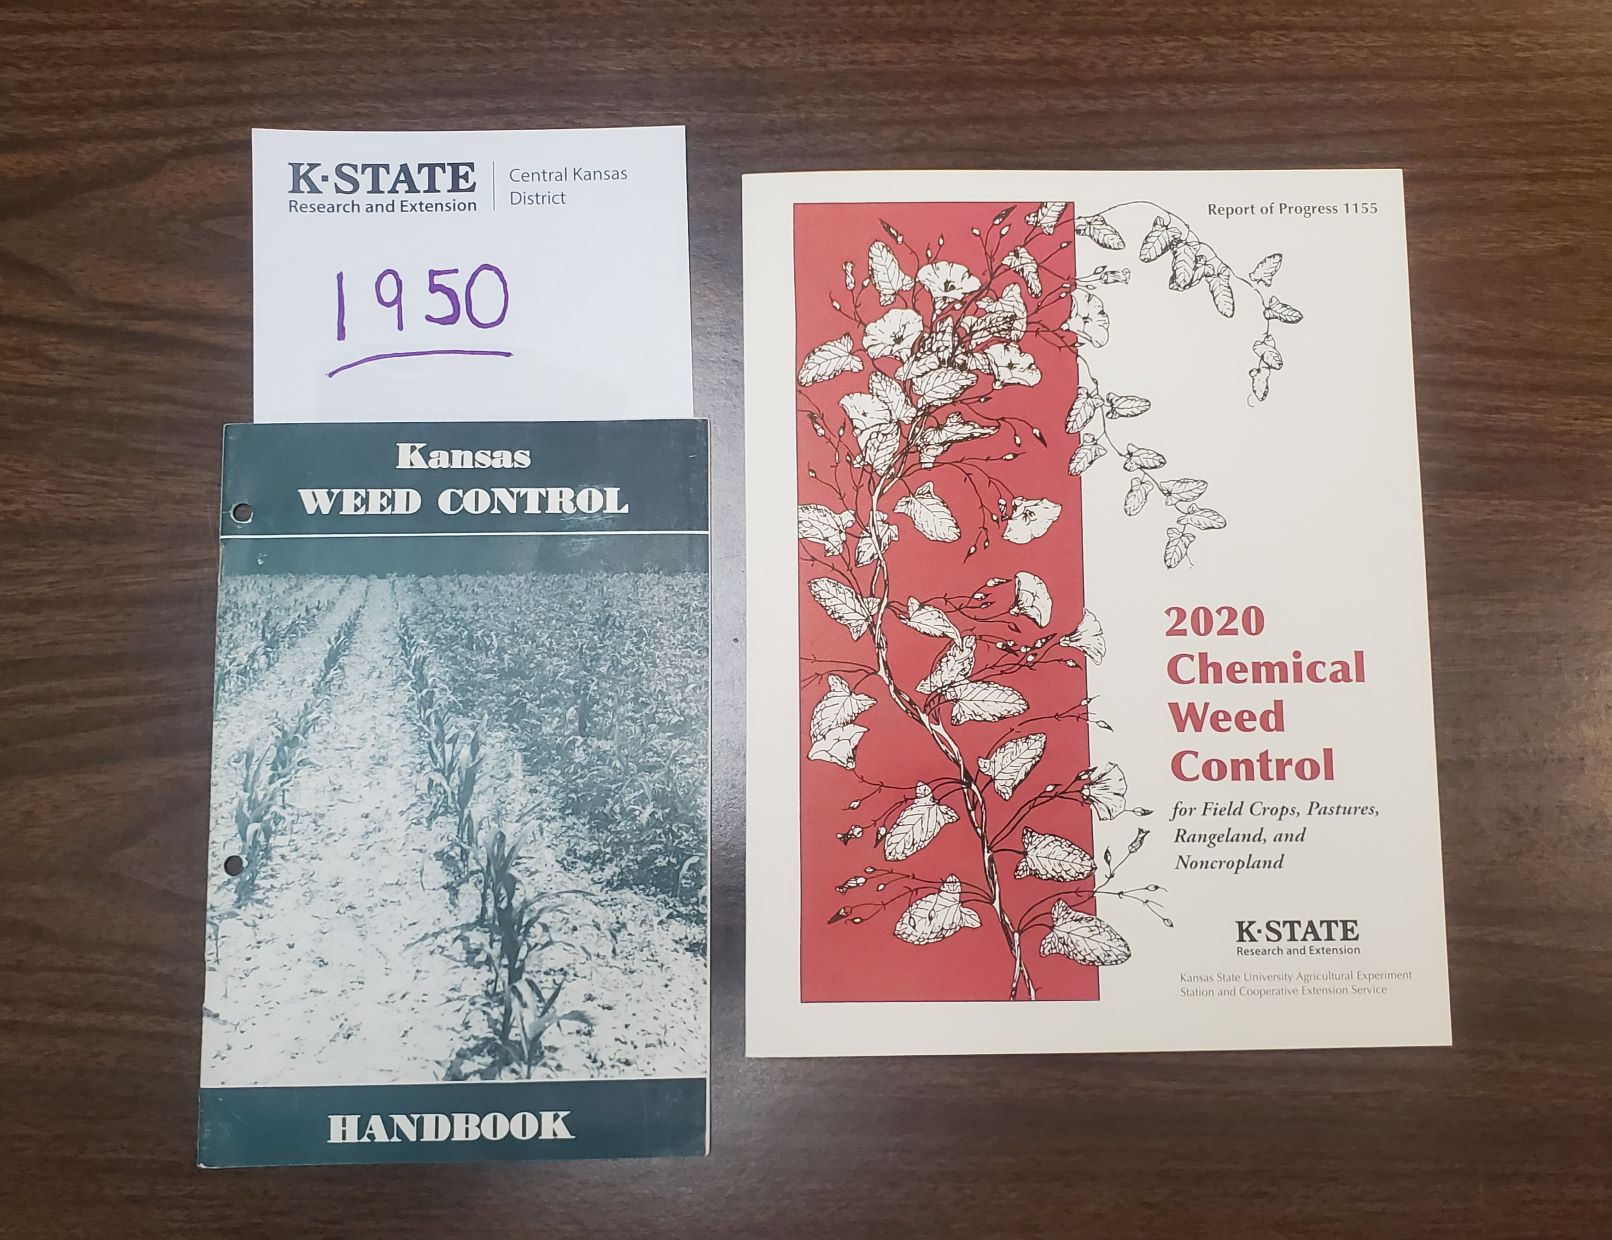 K·STATE
Research and Extension
Central Kansas
District
1950
Kansas
WEED CONTROL
HANDBOOK
Report of Progress 1155
2020
Chemical
Weed
Control
for Field Crops, Pastures,
Rangeland, and
Noncropland
K·STATE
Research and Extension
Kansas State University Agricultural Experiment
Station and Cooperative Extension Service